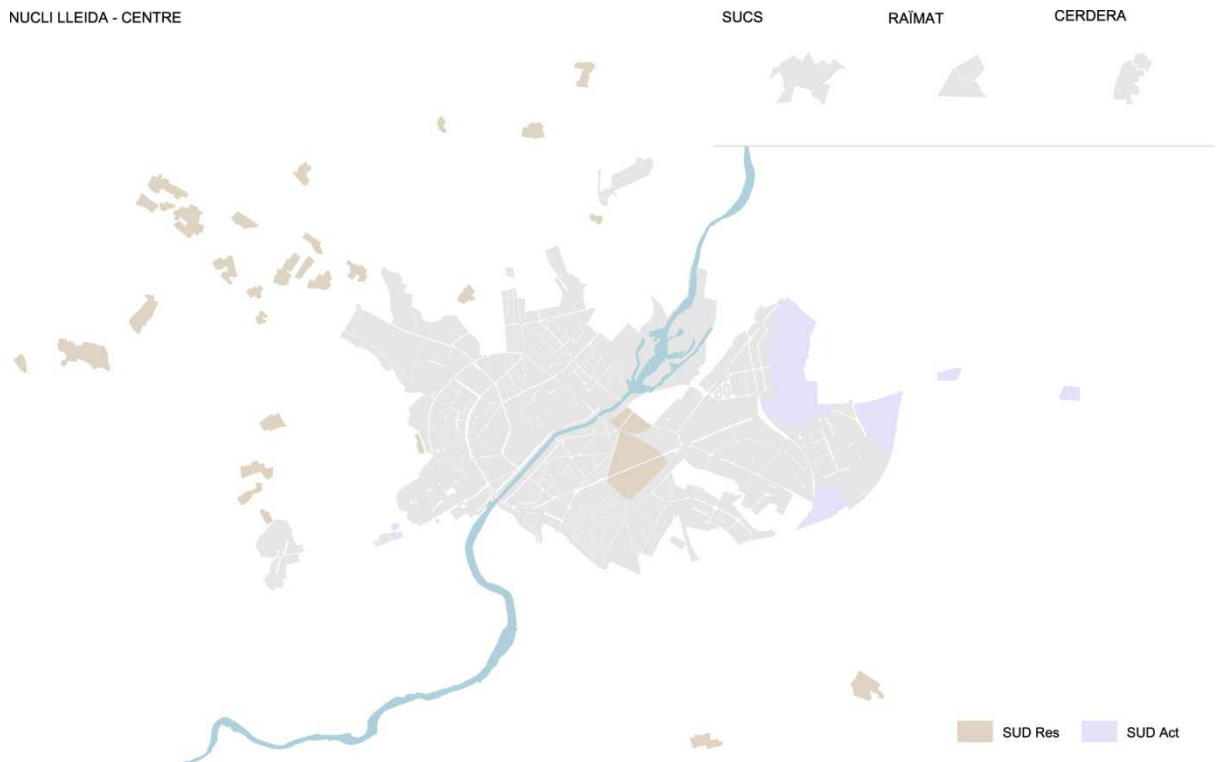 NUCLI LLEIDA - CENTRE
SUCS
RAÏMAT
CERDERA
SUD Res
SUD Act